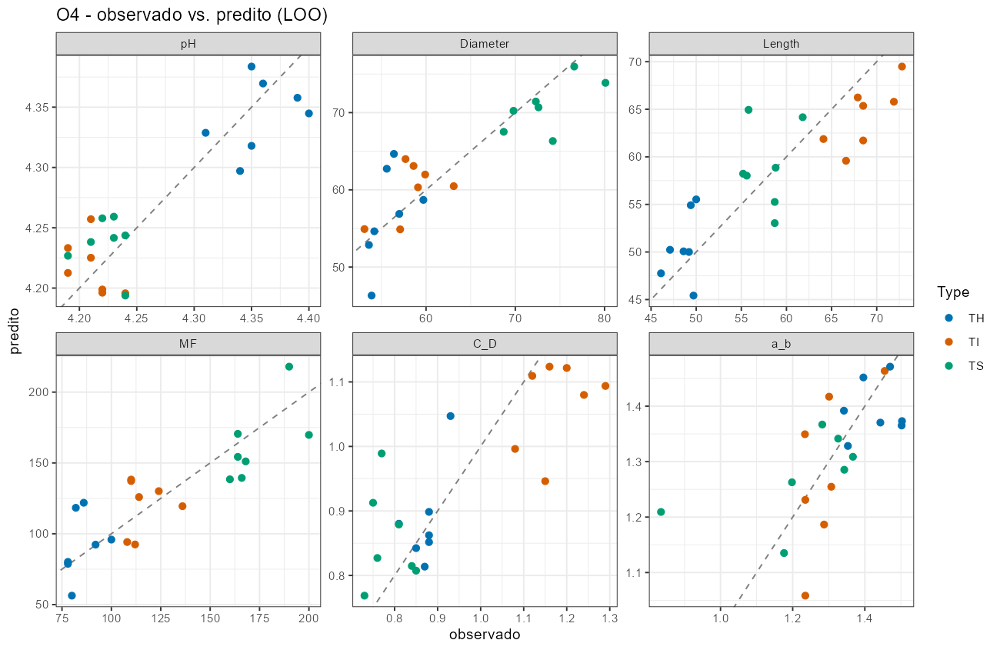 O4 - observado vs. predito (LOO)
pH Diameter Length
4.35
4.30
4.25
4.20
4.20 4.25 4.30 4.35 4.40
70
60
50
60 70 80
70
65
60
55
50
45
45 50 55 60 65 70
predito
MF C_D a_b
200
150
100
50
75 100 125 150 175 200
1.1
1.0
0.9
0.8
0.8 0.9 1.0 1.1 1.2 1.3
1.4
1.3
1.2
1.1
1.0 1.2 1.4
observado
Type
TH
TI
TS